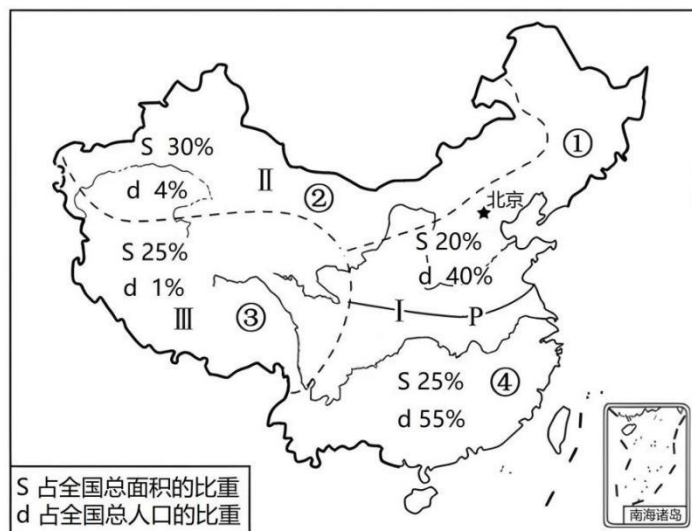 ①
S 30%
Ⅱ
②
d 4%
北京
S 20%
S 25%
d 40%
d 1%
Ⅲ
③
Ⅰ
P
S 25%
④
d 55%
S 占全国总面积的比重
d 占全国总人口的比重
南海诸岛